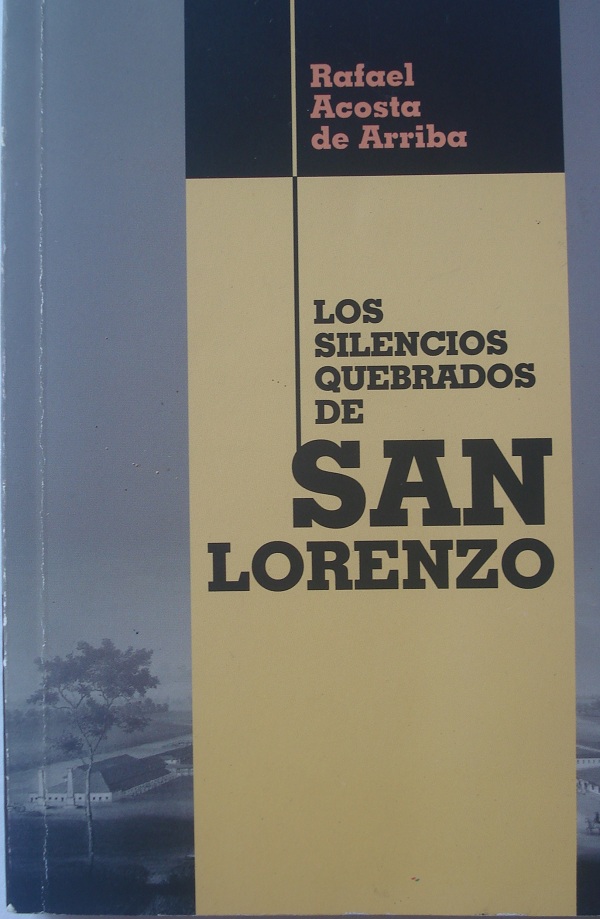 Rafael
Acosta
de Arriba
LOS
SILENCIOS
QUEBRADOS
DE
SAN
LORENZO